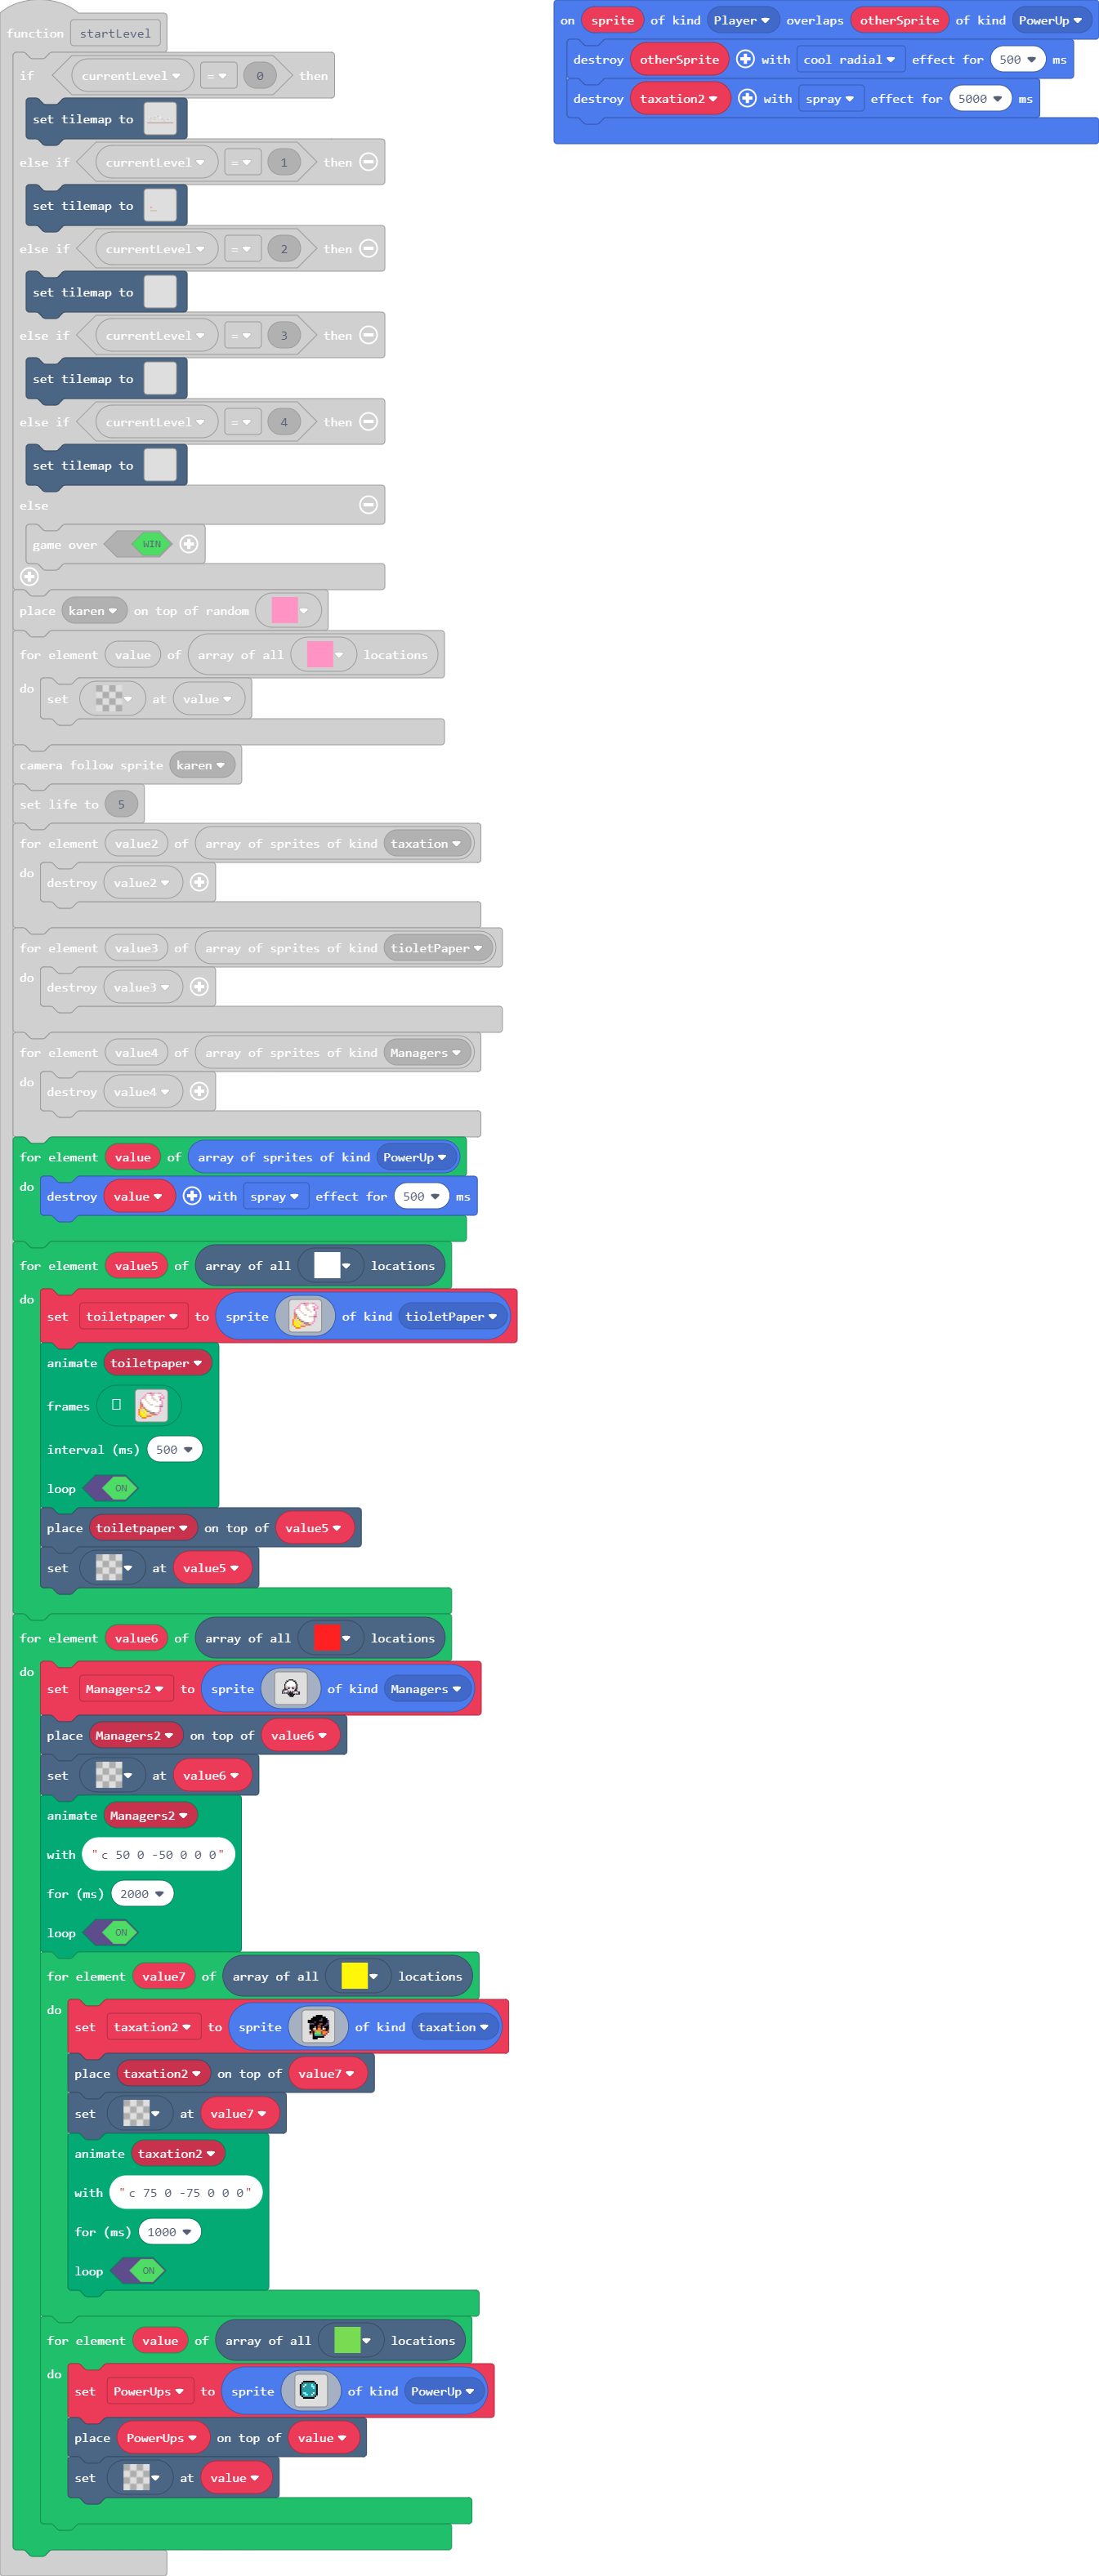 function startLevel
if currentLevel = 0 then
set tilemap to
else if currentLevel = 1 then
set tilemap to
else if currentLevel = 2 then
set tilemap to
else if currentLevel = 3 then
set tilemap to
else if currentLevel = 4 then
set tilemap to
else
game over WIN
place karen on top of random
for element value of array of all locations
do
set at value
camera follow sprite karen
set life to 5
for element value2 of array of sprites of kind taxation
do
destroy value2
for element value3 of array of sprites of kind tioletPaper
do
destroy value3
for element value4 of array of sprites of kind Managers
do
destroy value4
for element value of array of sprites of kind PowerUp
do
destroy value with spray effect for 500 ms
for element value5 of array of all locations
do
set toiletpaper to sprite of kind tioletPaper
animate toiletpaper
frames
interval (ms) 500
loop ON
place toiletpaper on top of value5
set at value5
for element value6 of array of all locations
do
set Managers2 to sprite of kind Managers
place Managers2 on top of value6
set at value6
animate Managers2
with "c 50 0 -50 0 0 0"
for (ms) 2000
loop ON
for element value7 of array of all locations
do
set taxation2 to sprite of kind taxation
place taxation2 on top of value7
set at value7
animate taxation2
with "c 75 0 -75 0 0 0"
for (ms) 1000
loop ON
for element value of array of all locations
do
set PowerUps to sprite of kind PowerUp
place PowerUps on top of value
set at value
on sprite of kind Player overlaps otherSprite of kind PowerUp
destroy otherSprite with cool radial effect for 500 ms
destroy taxation2 with spray effect for 5000 ms